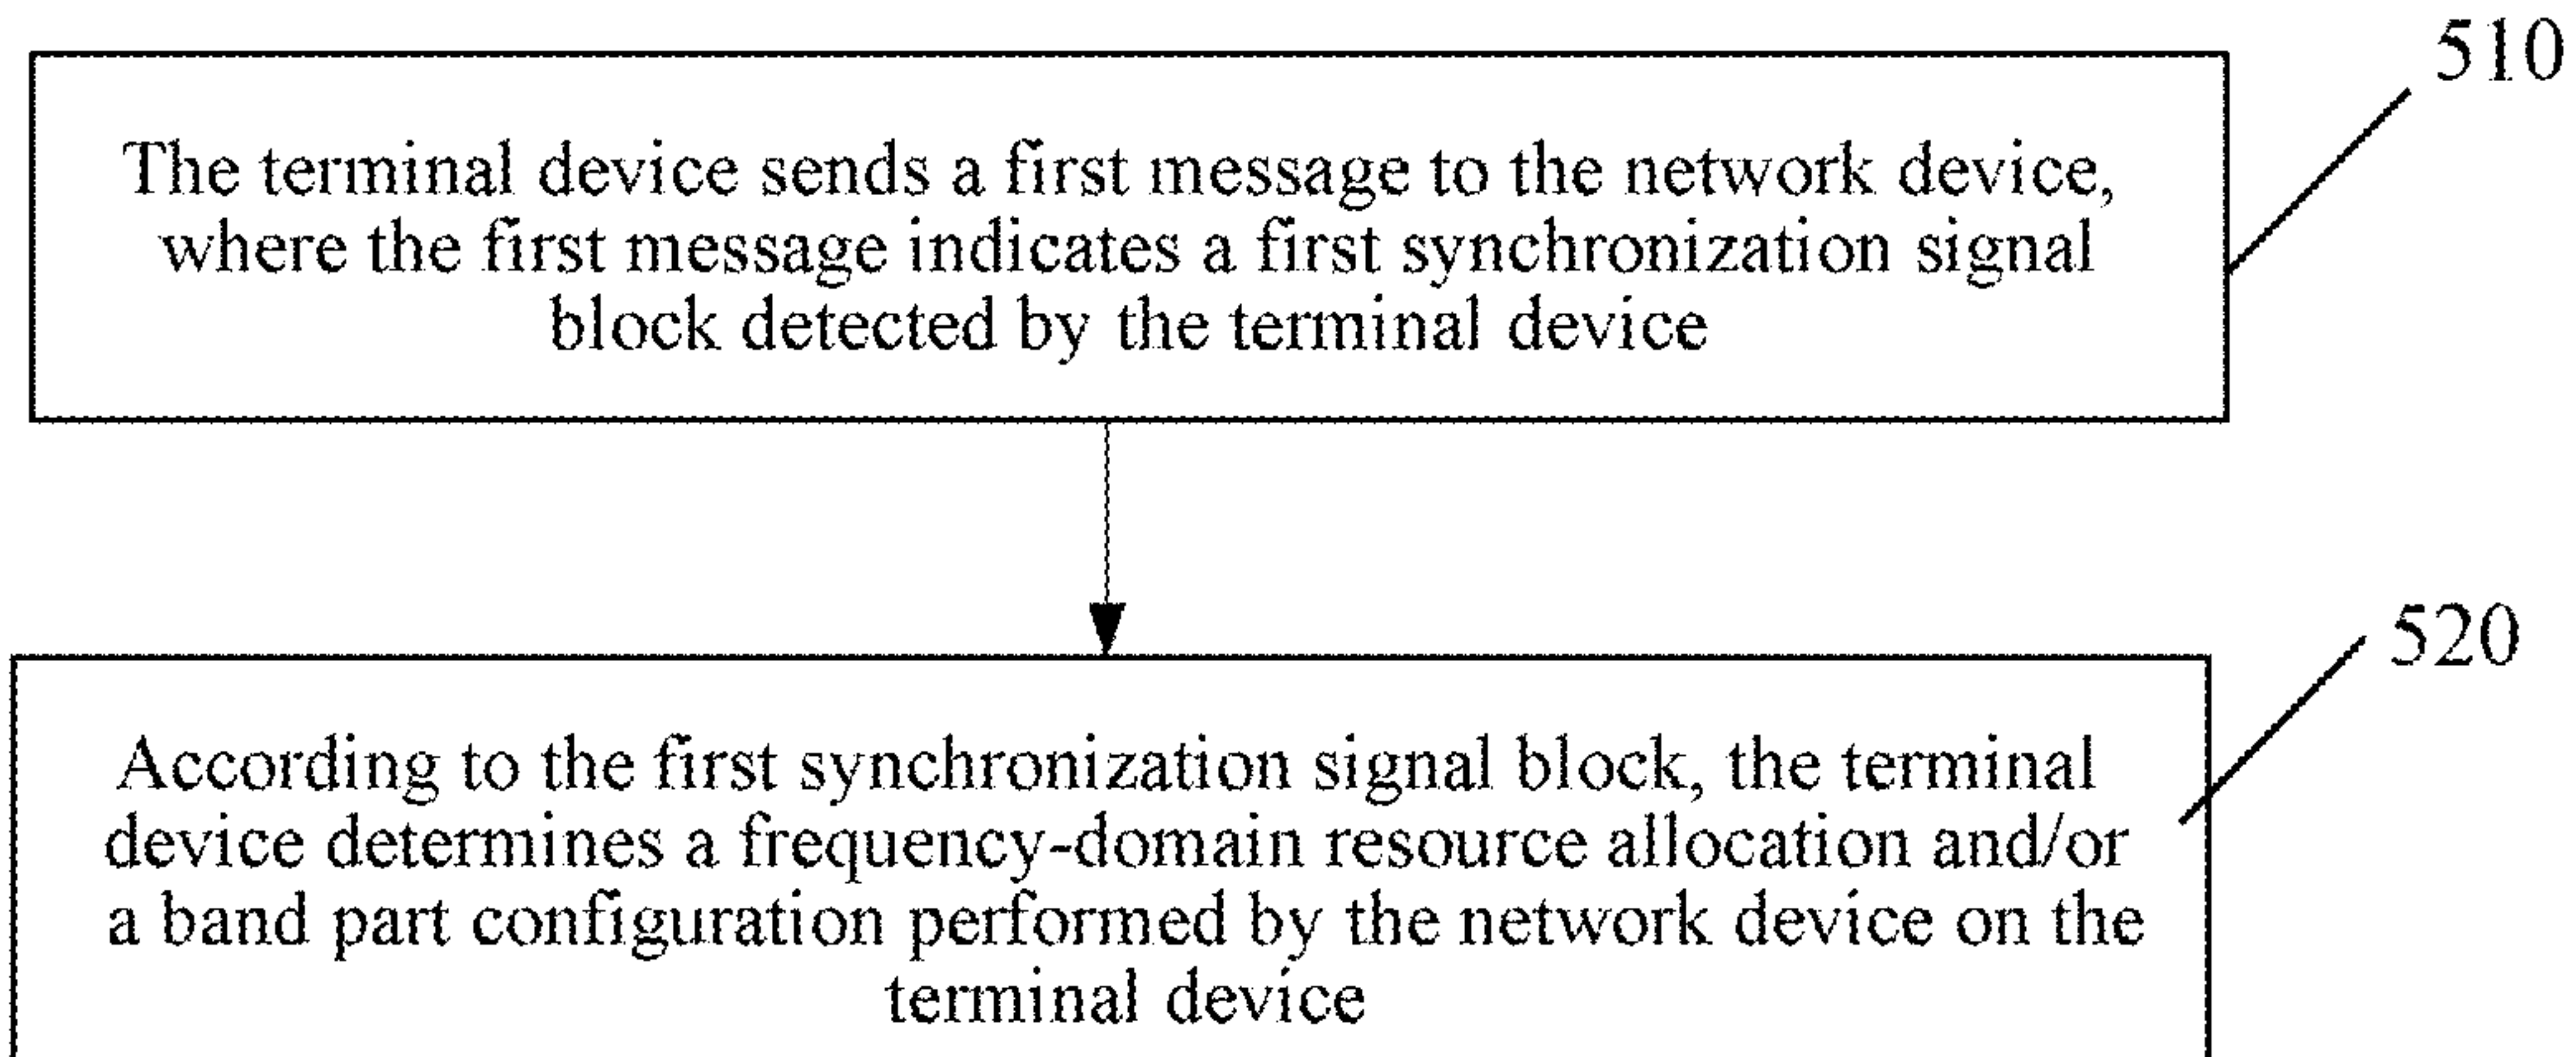 510
The terminal device sends a first message to the network device,
where the first message indicates a first synchronization signal
block detected by the terminal device
520
According to the first synchronization signal block, the terminal
device determines a frequency-domain resource allocation and/or
a band part configuration performed by the network device on the
terminal device